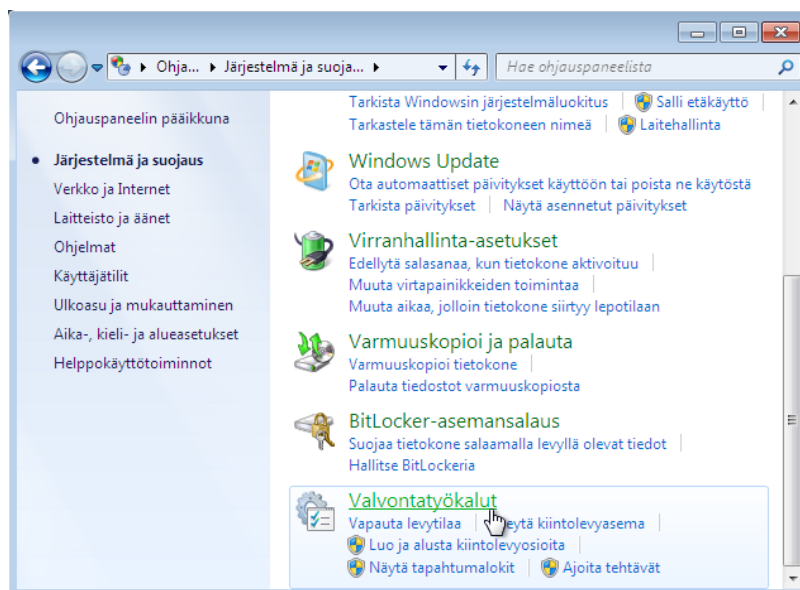 Ohja... Järjestelmä ja suoja...
Hae ohjauspaneelista
Ohjauspaneelin pääikkuna
Järjestelmä ja suojaus
Verkko ja Internet
Laitteisto ja äänet
Ohjelmat
Käyttäjätilit
Ulkoasu ja mukauttaminen
Aika-, kieli- ja alueasetukset
Helppokäyttötoiminnot
Tarkista Windowsin järjestelmäluokitus Salli etäkäyttö
Tarkastele tämän tietokoneen nimeä Laitehallinta
Windows Update
Ota automaattiset päivitykset käyttöön tai poista ne käytöstä
Tarkista päivitykset Näytä asennetut päivitykset
Virranhallinta-asetukset
Edellytä salasanaa, kun tietokone aktivoituu
Muuta virtapainikkeiden toimintaa
Muuta aikaa, jolloin tietokone siirtyy lepotilaan
Varmuuskopioi ja palauta
Varmuuskopioi tietokone
Palauta tiedostot varmuuskopiosta
BitLocker-asemansalaus
Suojaa tietokone salaamalla levyllä olevat tiedot
Hallitse BitLockeria
Valvontatyökalut
Vapauta levytilaa kiintolevyasema
Luo ja alusta kiintolevyosioita
Näytä tapahtumalokit Ajoita tehtävät